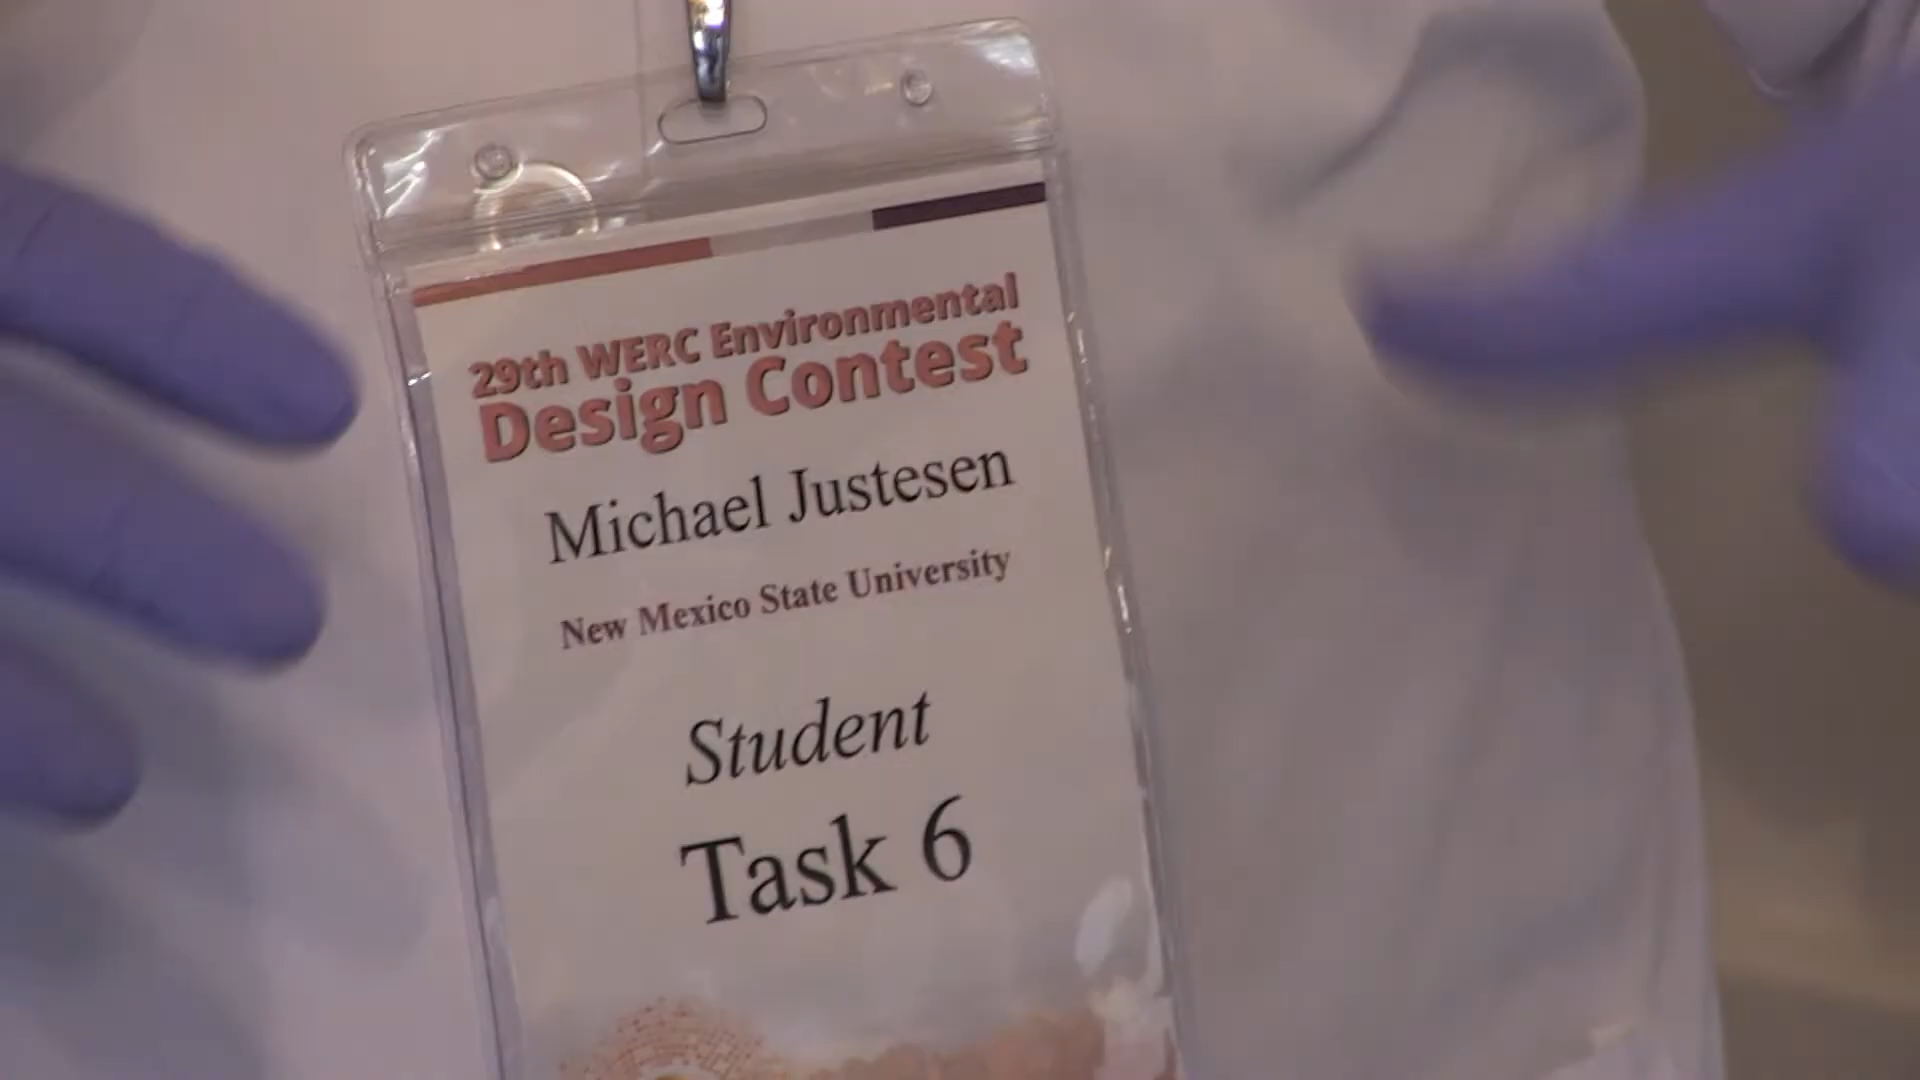 29th WERC Environmental
Design Contest
Michael Justesen
New Mexico State University
Student
Task 6